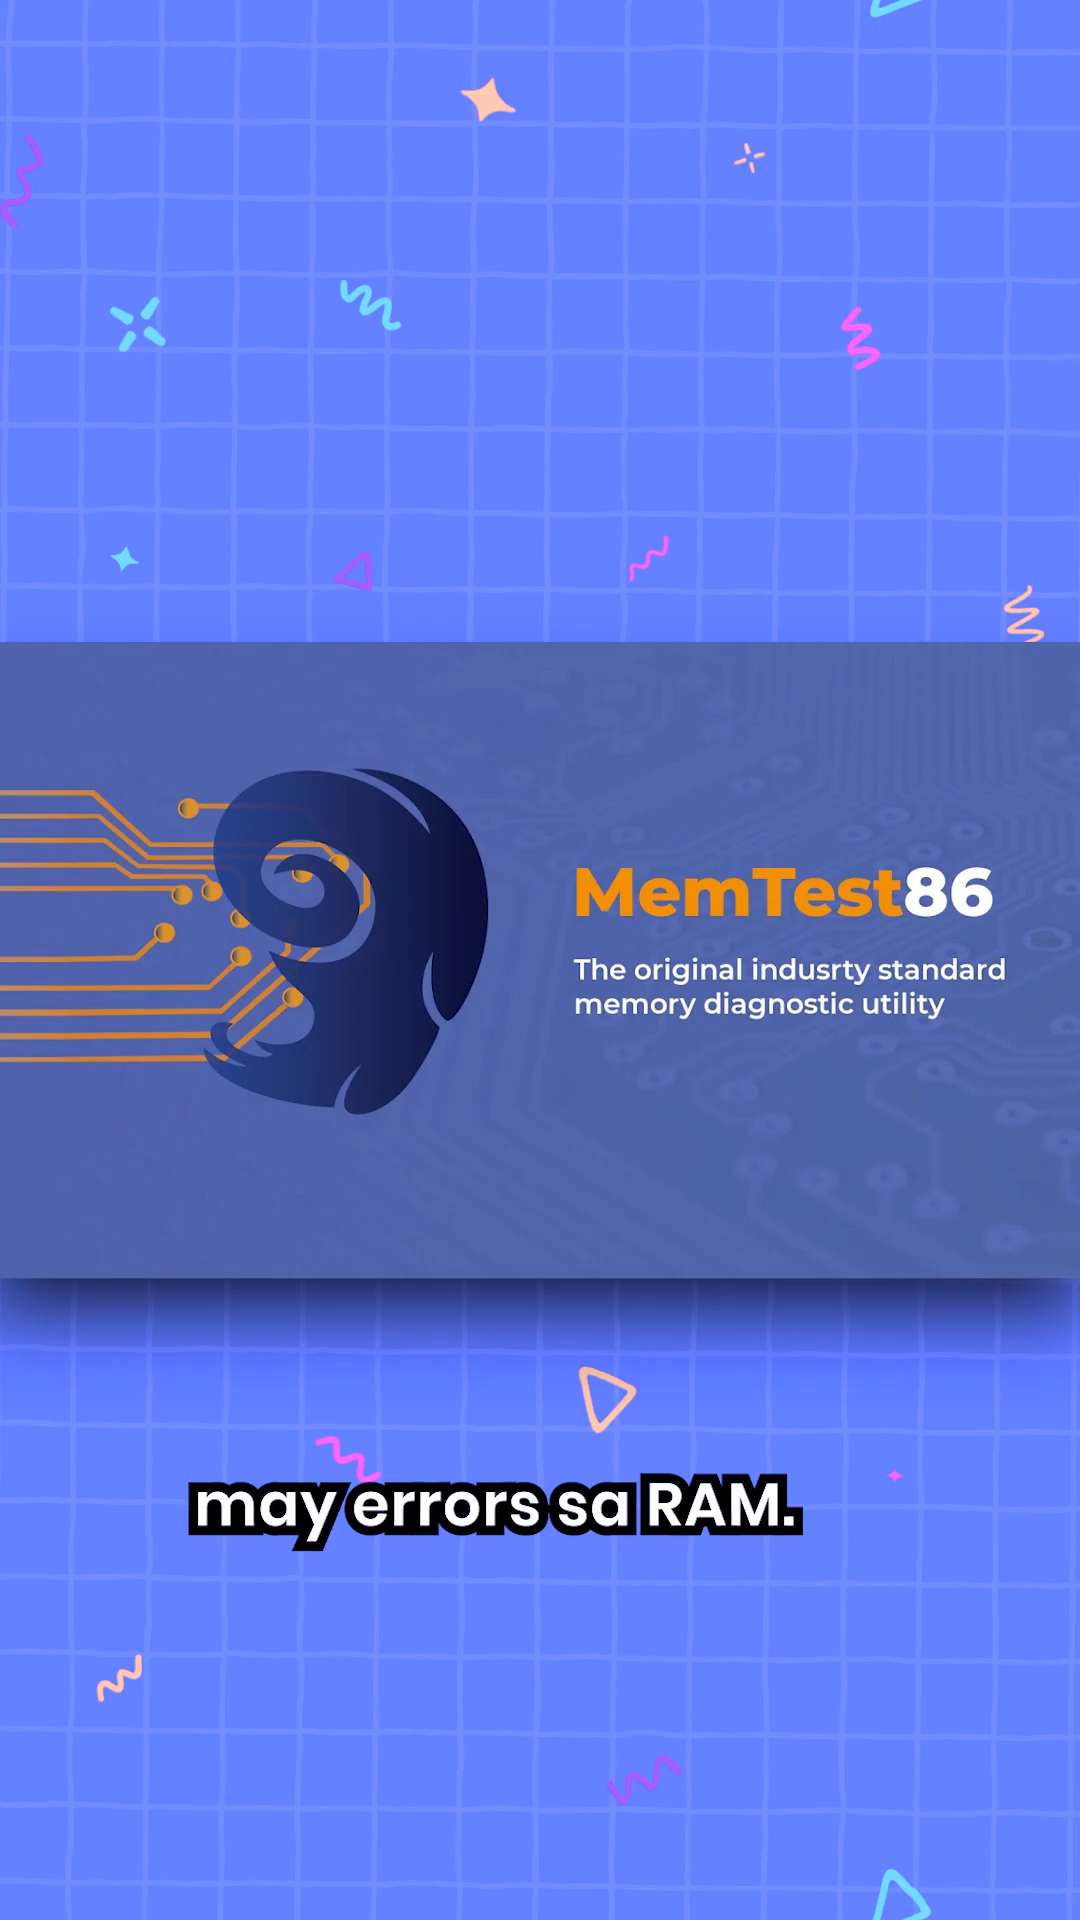 MemTest86
The original indusrty standard
memory diagnostic utility
may errors sa RAM.